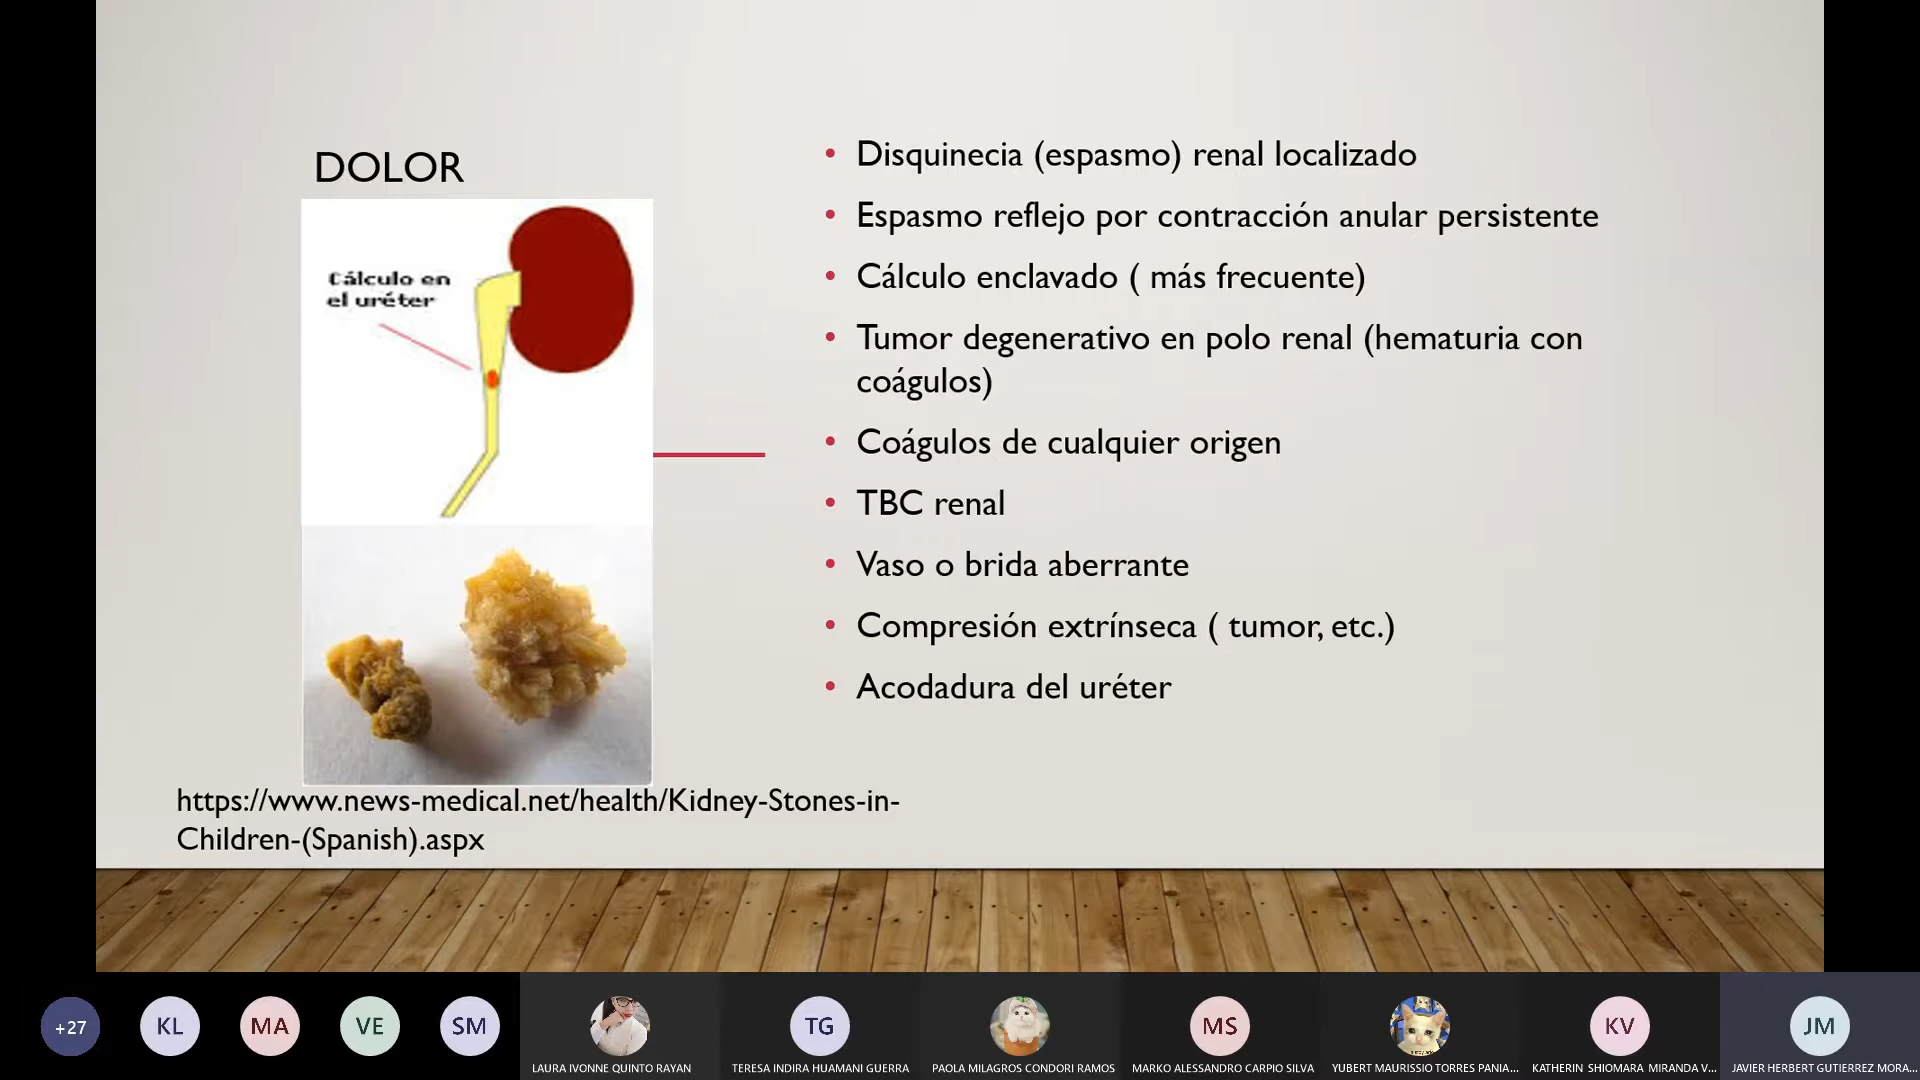 DOLOR
Cálculo en
el uréter
https://www.news-medical.net/health/Kidney-Stones-in-
Children-(Spanish).aspx
• Disquinecia (espasmo) renal localizado
• Espasmo reflejo por contracción anular persistente
• Cálculo enclavado ( más frecuente)
• Tumor degenerativo en polo renal (hematuria con
coágulos)
• Coágulos de cualquier origen
• TBC renal
• Vaso o brida aberrante
• Compresión extrínseca ( tumor, etc.)
• Acodadura del uréter
+27
KL
MA
VE
SM
LAURA IVONNE QUINTO RAYAN
TG
TERESA INDIRA HUAMANI GUERRA
PAOLA MILAGROS CONDORI RAMOS
MS
MARKO ALESSANDRO CARPIO SILVA
YUBERT MAURISSIO TORRES PANIA...
KV
KATHERIN SHIOMARA MIRANDA V...
JM
JAVIER HERBERT GUTIERREZ MORA...